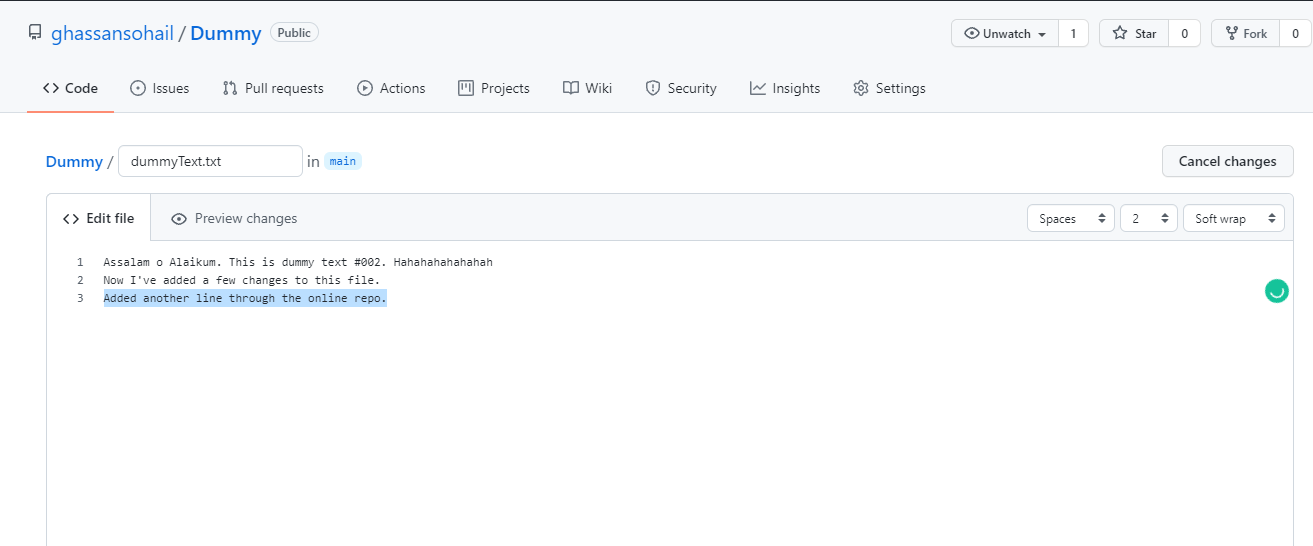 ghassansohail / Dummy Public Unwatch 1 Star 0 Fork 0
<> Code Issues Pull requests Actions Projects Wiki Security Insights Settings
Dummy / dummyText.txt in main Cancel changes
<> Edit file Preview changes Spaces 2 Soft wrap
1 Assalam o Alaikum. This is dummy text #002. Hahahahahahahah
2 Now I've added a few changes to this file.
3 Added another line through the online repo.